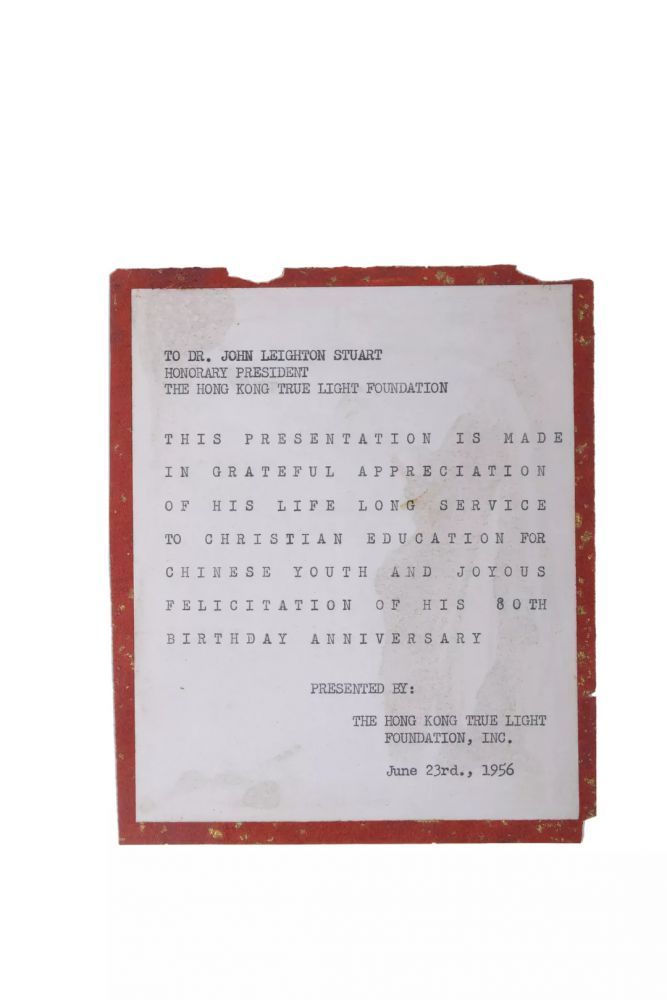 TO DR. JOHN LEIGHTON STUART
HONORARY PRESIDENT
THE HONG KONG TRUE LIGHT FOUNDATION
THIS PRESENTATION IS MADE
IN GRATEFUL APPRECIATION
OF HIS LIFE LONG SERVICE
TO CHRISTIAN EDUCATION FOR
CHINESE YOUTH AND JOYOUS
FELICITATION OF HIS 80TH
BIRTHDAY ANNIVERSARY
PRESENTED BY:
THE HONG KONG TRUE LIGHT
FOUNDATION, INC.
June 23rd., 1956